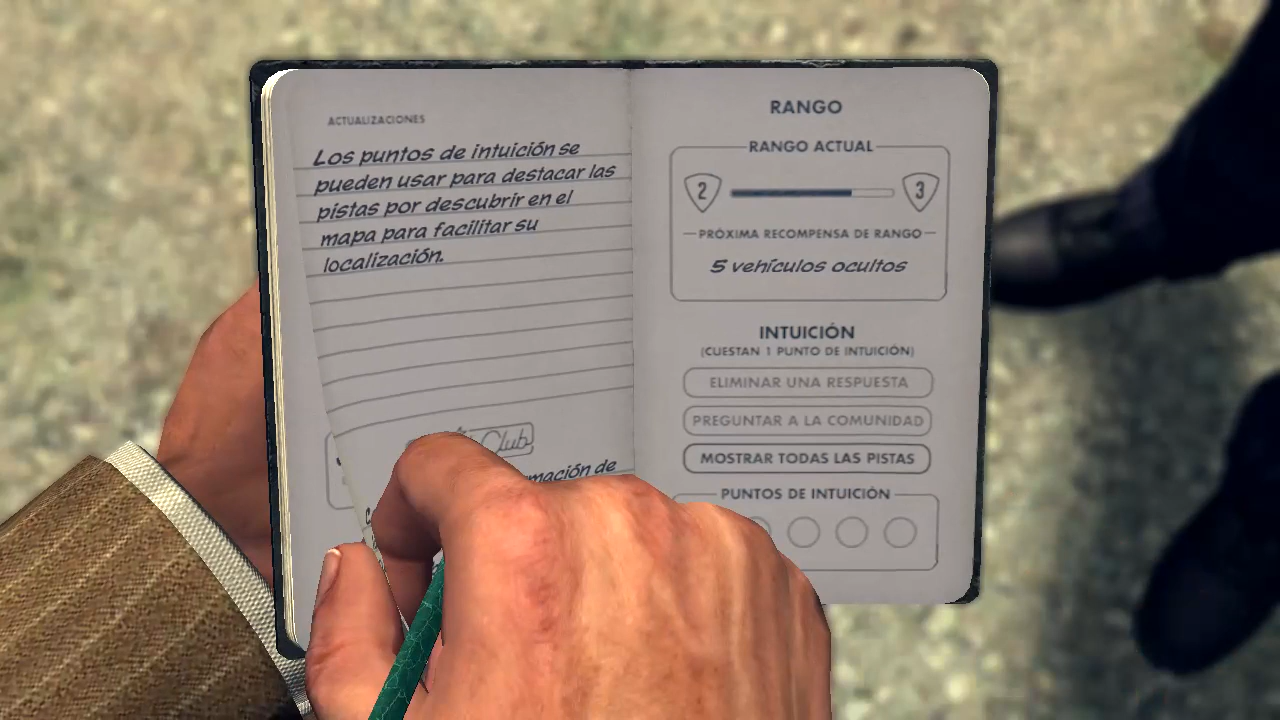 ACTUALIZACIONES
Los puntos de intuición se
pueden usar para destacar las
pistas por descubrir en el
mapa para facilitar su
localización.
Club
mación de
RANGO
RANGO ACTUAL
2 3
PRÓXIMA RECOMPENSA DE RANGO
5 vehículos ocultos
INTUICIÓN
(CUESTAN 1 PUNTO DE INTUICIÓN)
ELIMINAR UNA RESPUESTA
PREGUNTAR A LA COMUNIDAD
MOSTRAR TODAS LAS PISTAS
PUNTOS DE INTUICIÓN